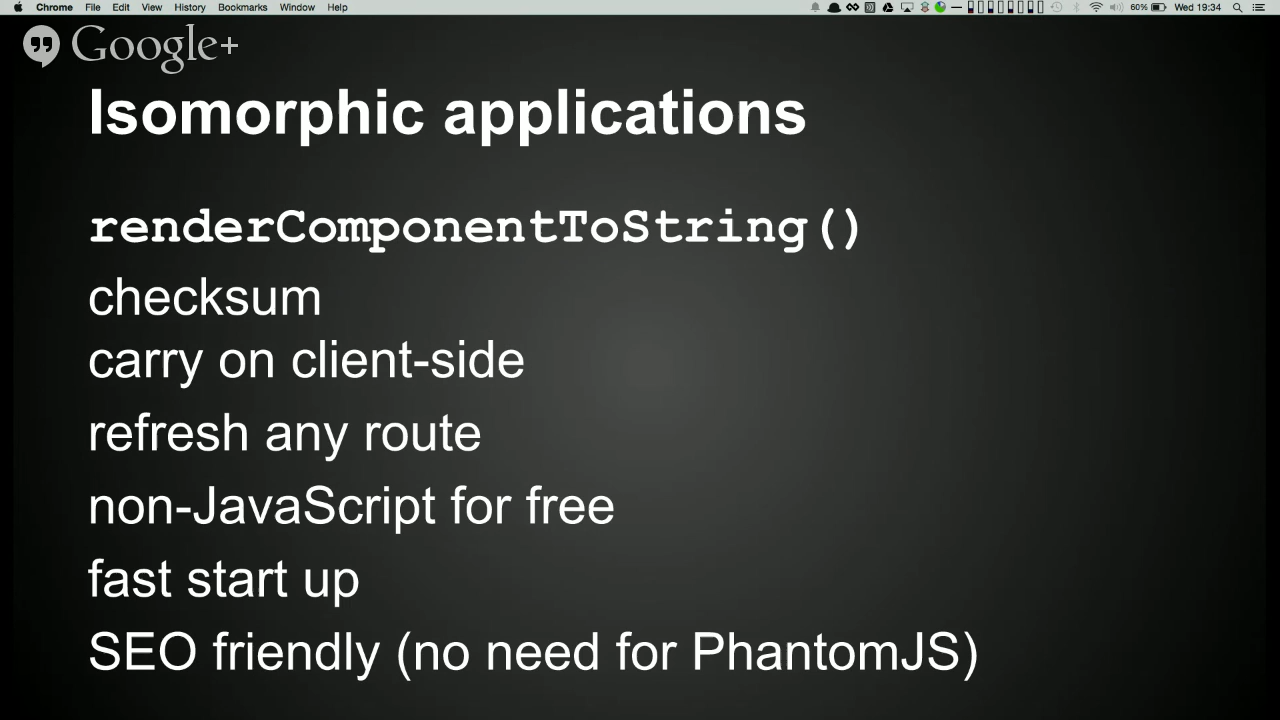 Chrome File Edit View History Bookmarks Window Help 60% Wed 19:34
Google+
Isomorphic applications
renderComponentToString()
checksum
carry on client-side
refresh any route
non-JavaScript for free
fast start up
SEO friendly (no need for PhantomJS)